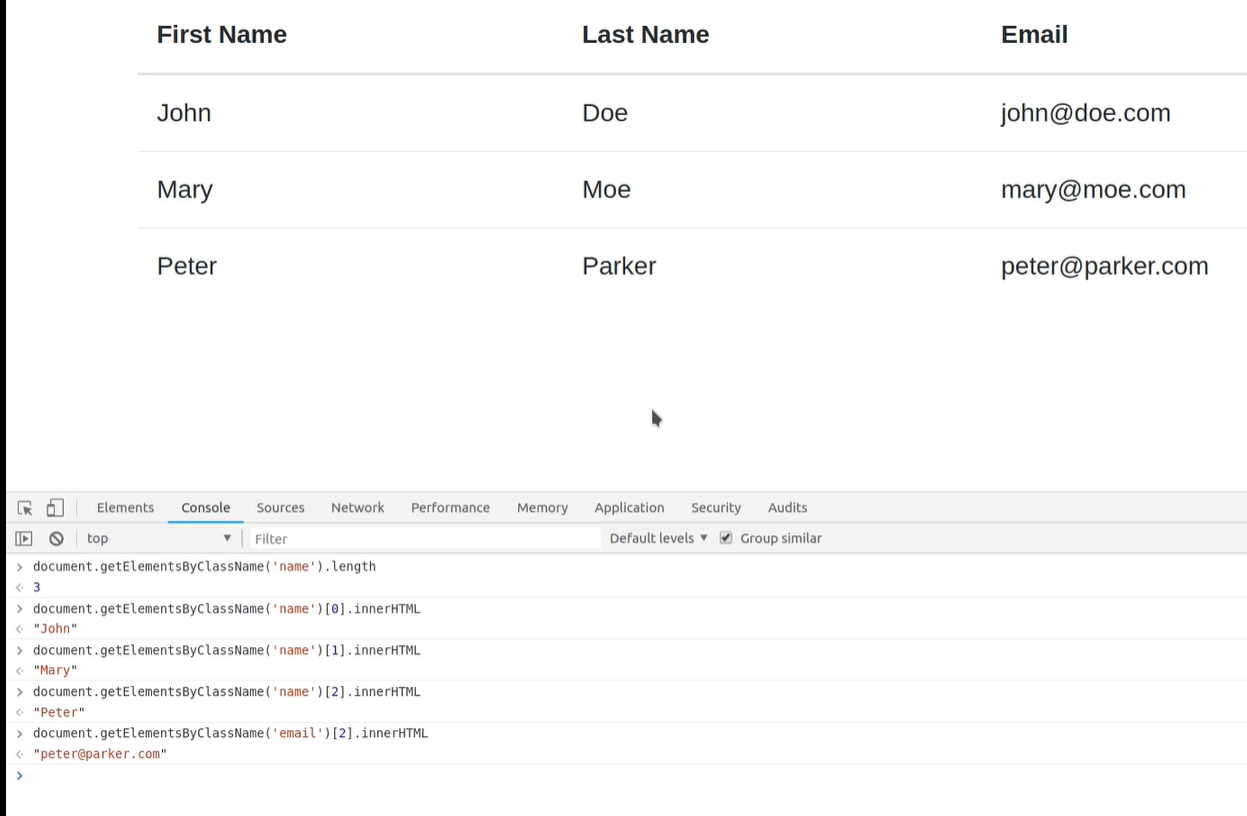 First Name Last Name Email
John Doe john@doe.com
Mary Moe mary@moe.com
Peter Parker peter@parker.com
Elements Console Sources Network Performance Memory Application Security Audits
top Filter Default levels Group similar
> document.getElementsByClassName('name').length
3
> document.getElementsByClassName('name')[0].innerHTML
"John"
> document.getElementsByClassName('name')[1].innerHTML
"Mary"
> document.getElementsByClassName('name')[2].innerHTML
"Peter"
> document.getElementsByClassName('email')[2].innerHTML
"peter@parker.com"
>